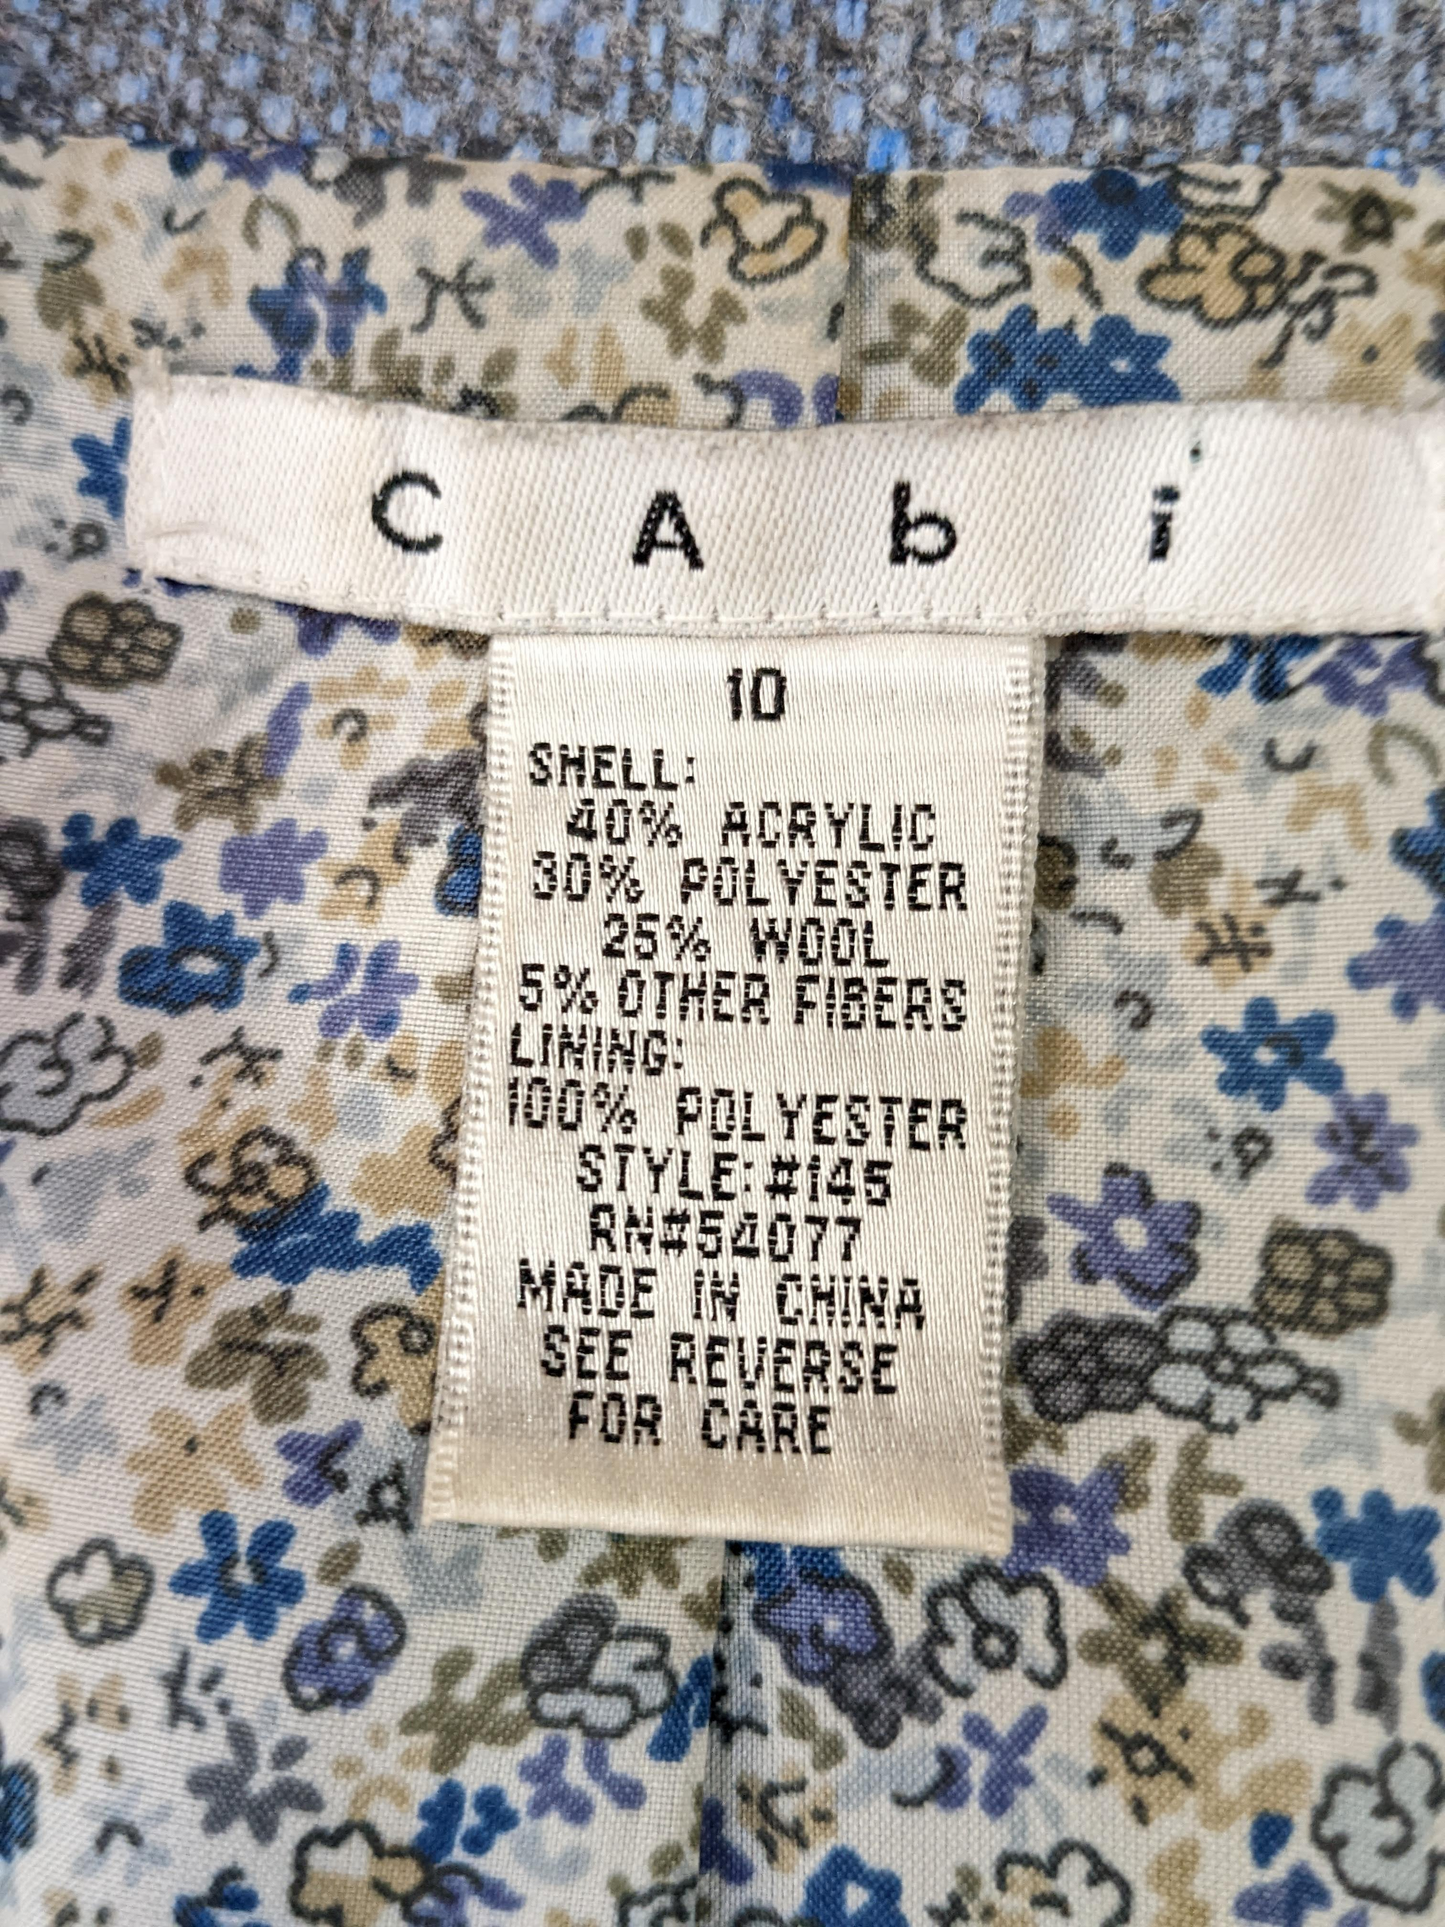 CAbi
10
SHELL:
40% ACRYLIC
30% POLYESTER
25% WOOL
5% OTHER FIBERS
LINING:
100% POLYESTER
STYLE: #145
RN#54077
MADE IN CHINA
SEE REVERSE
FOR CARE